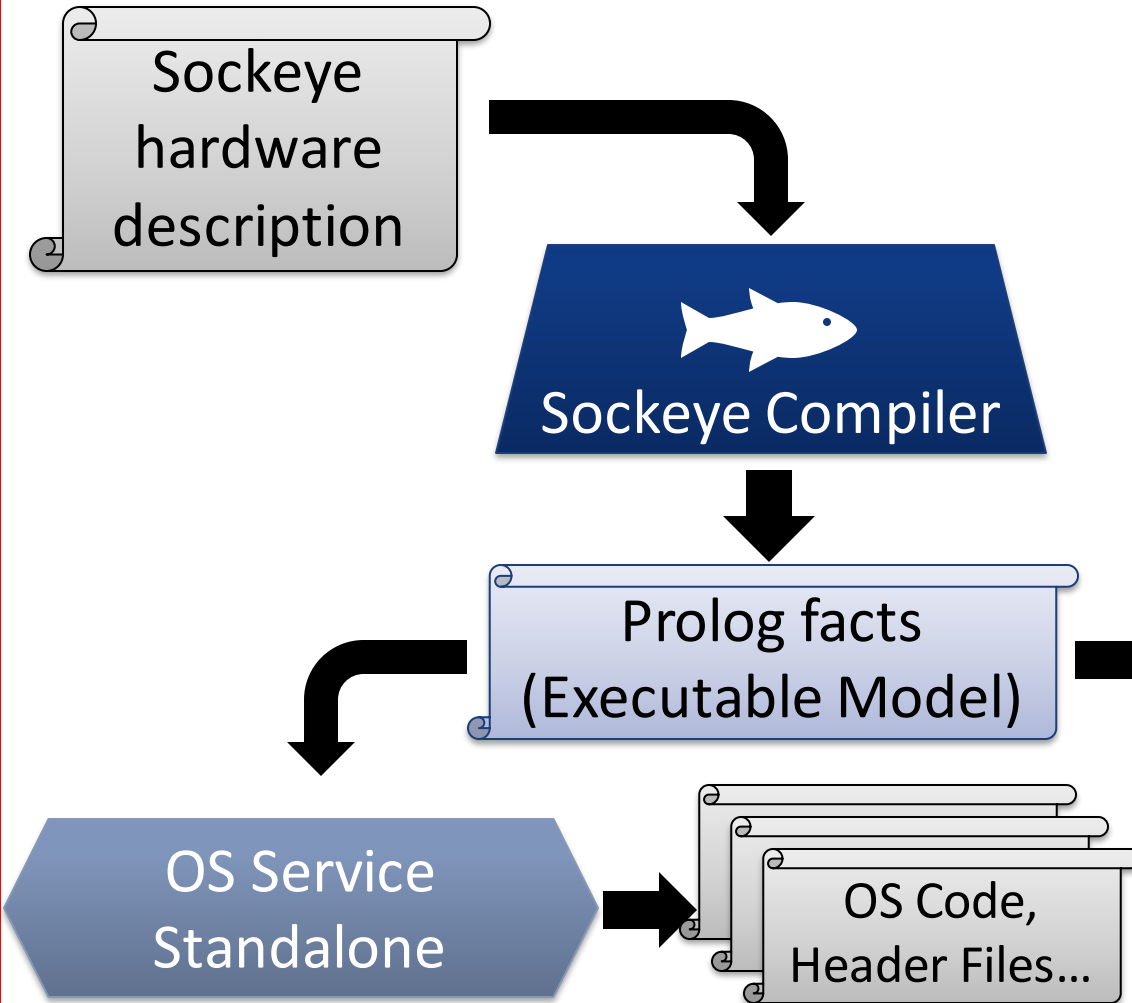 Sockeye
hardware
description
Sockeye Compiler
Prolog facts
(Executable Model)
OS Service
Standalone
OS Code,
Header Files…